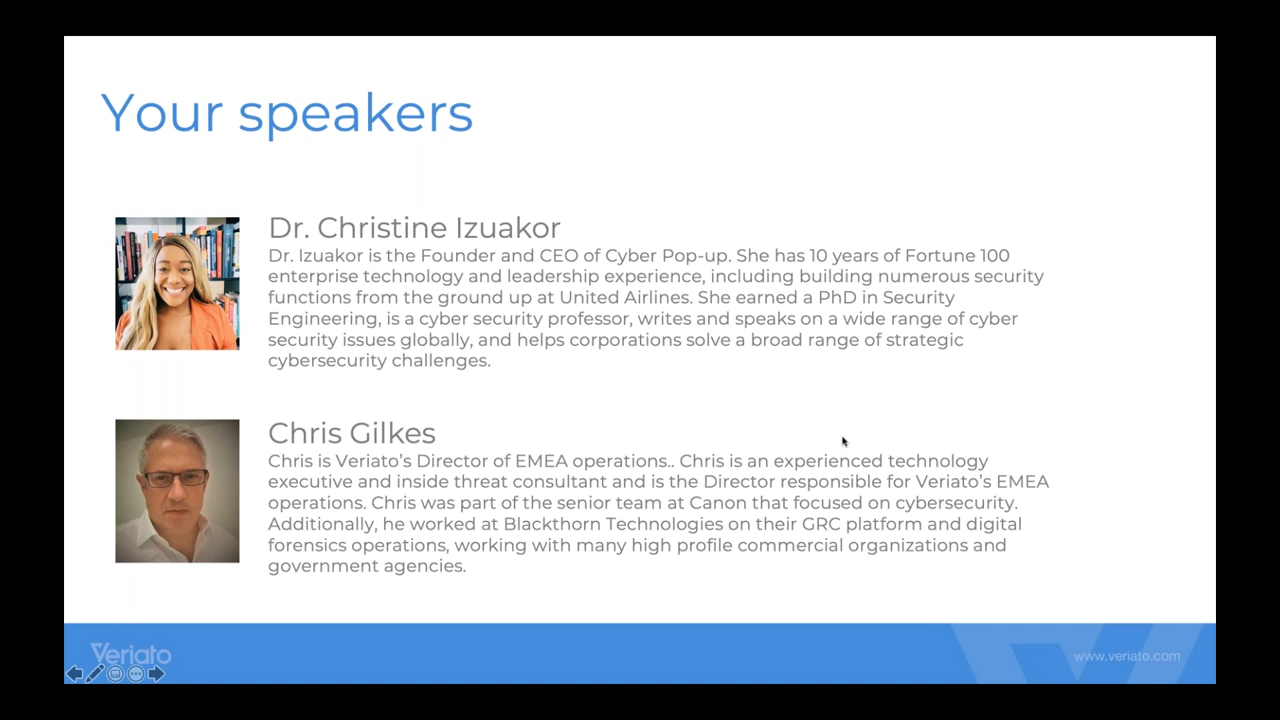 Your speakers
Dr. Christine Izuakor
Dr. Izuakor is the Founder and CEO of Cyber Pop-up. She has 10 years of Fortune 100
enterprise technology and leadership experience, including building numerous security
functions from the ground up at United Airlines. She earned a PhD in Security
Engineering, is a cyber security professor, writes and speaks on a wide range of cyber
security issues globally, and helps corporations solve a broad range of strategic
cybersecurity challenges.
Chris Gilkes
Chris is Veriato’s Director of EMEA operations.. Chris is an experienced technology
executive and inside threat consultant and is the Director responsible for Veriato’s EMEA
operations. Chris was part of the senior team at Canon that focused on cybersecurity.
Additionally, he worked at Blackthorn Technologies on their GRC platform and digital
forensics operations, working with many high profile commercial organizations and
government agencies.
Veriato
www.veriato.com